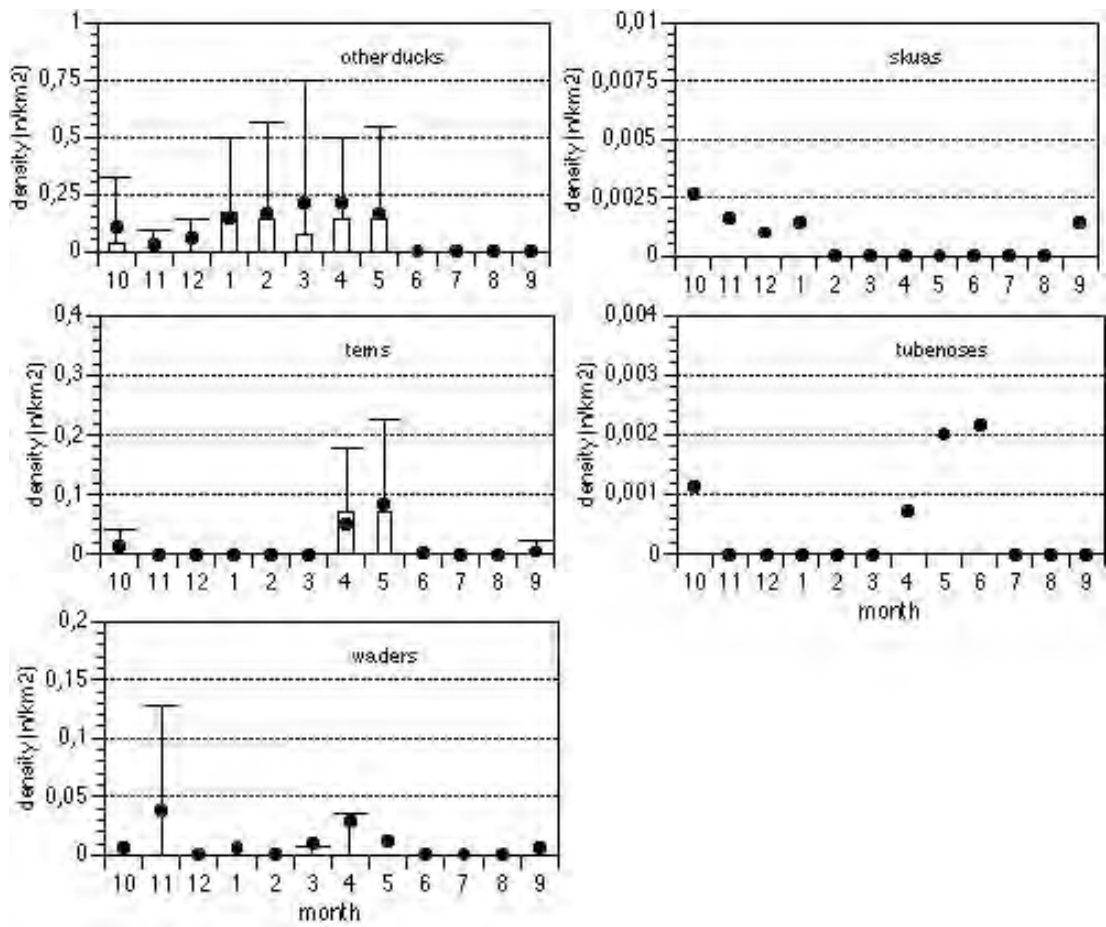 other ducks
density [n/km2)
1
0,75
0,5
0,25
0
10 11 12 1 2 3 4 5 6 7 8 9
skuas
density [n/km2)
0,01
0,0075
0,005
0,0025
0
10 11 12 1 2 3 4 5 6 7 8 9
terns
density [n/km2)
0,4
0,3
0,2
0,1
0
10 11 12 1 2 3 4 5 6 7 8 9
tubenoses
density [n/km2)
0,004
0,003
0,002
0,001
0
10 11 12 1 2 3 4 5 6 7 8 9
month
waders
density [n/km2)
0,2
0,15
0,1
0,05
0
10 11 12 1 2 3 4 5 6 7 8 9
month